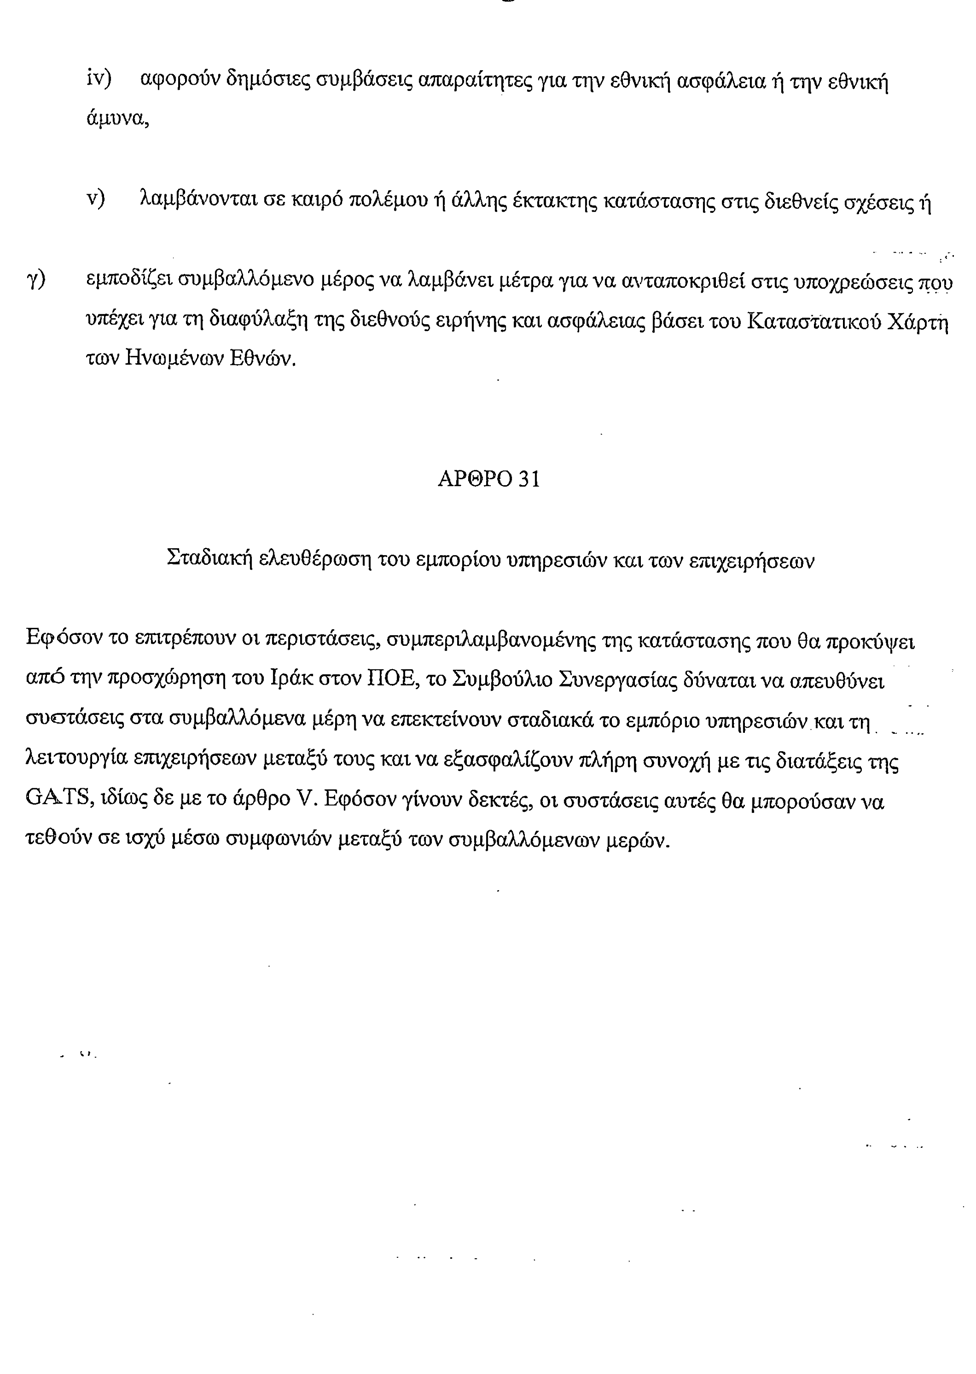 iv) αφορούν δημόσιες συμβάσεις απαραίτητες για την εθνική ασφάλεια ή την εθνική
άμυνα,
v) λαμβάνονται σε καιρό πολέμου ή άλλης έκτακτης κατάστασης στις διεθνείς σχέσεις ή
γ) εμποδίζει συμβαλλόμενο μέρος να λαμβάνει μέτρα για να ανταποκριθεί στις υποχρεώσεις που
υπέχει για τη διαφύλαξη της διεθνούς ειρήνης και ασφάλειας βάσει του Καταστατικού Χάρτη
των Ηνωμένων Εθνών.
ΑΡΘΡΟ 31
Σταδιακή ελευθέρωση του εμπορίου υπηρεσιών και των επιχειρήσεων
Εφόσον το επιτρέπουν οι περιστάσεις, συμπεριλαμβανομένης της κατάστασης που θα προκύψει
από την προσχώρηση του Ιράκ στον ΠΟΕ, το Συμβούλιο Συνεργασίας δύναται να απευθύνει
συστάσεις στα συμβαλλόμενα μέρη να επεκτείνουν σταδιακά το εμπόριο υπηρεσιών και τη
λειτουργία επιχειρήσεων μεταξύ τους και να εξασφαλίζουν πλήρη συνοχή με τις διατάξεις της
GATS, ιδίως δε με το άρθρο V. Εφόσον γίνουν δεκτές, οι συστάσεις αυτές θα μπορούσαν να
τεθούν σε ισχύ μέσω συμφωνιών μεταξύ των συμβαλλόμενων μερών.